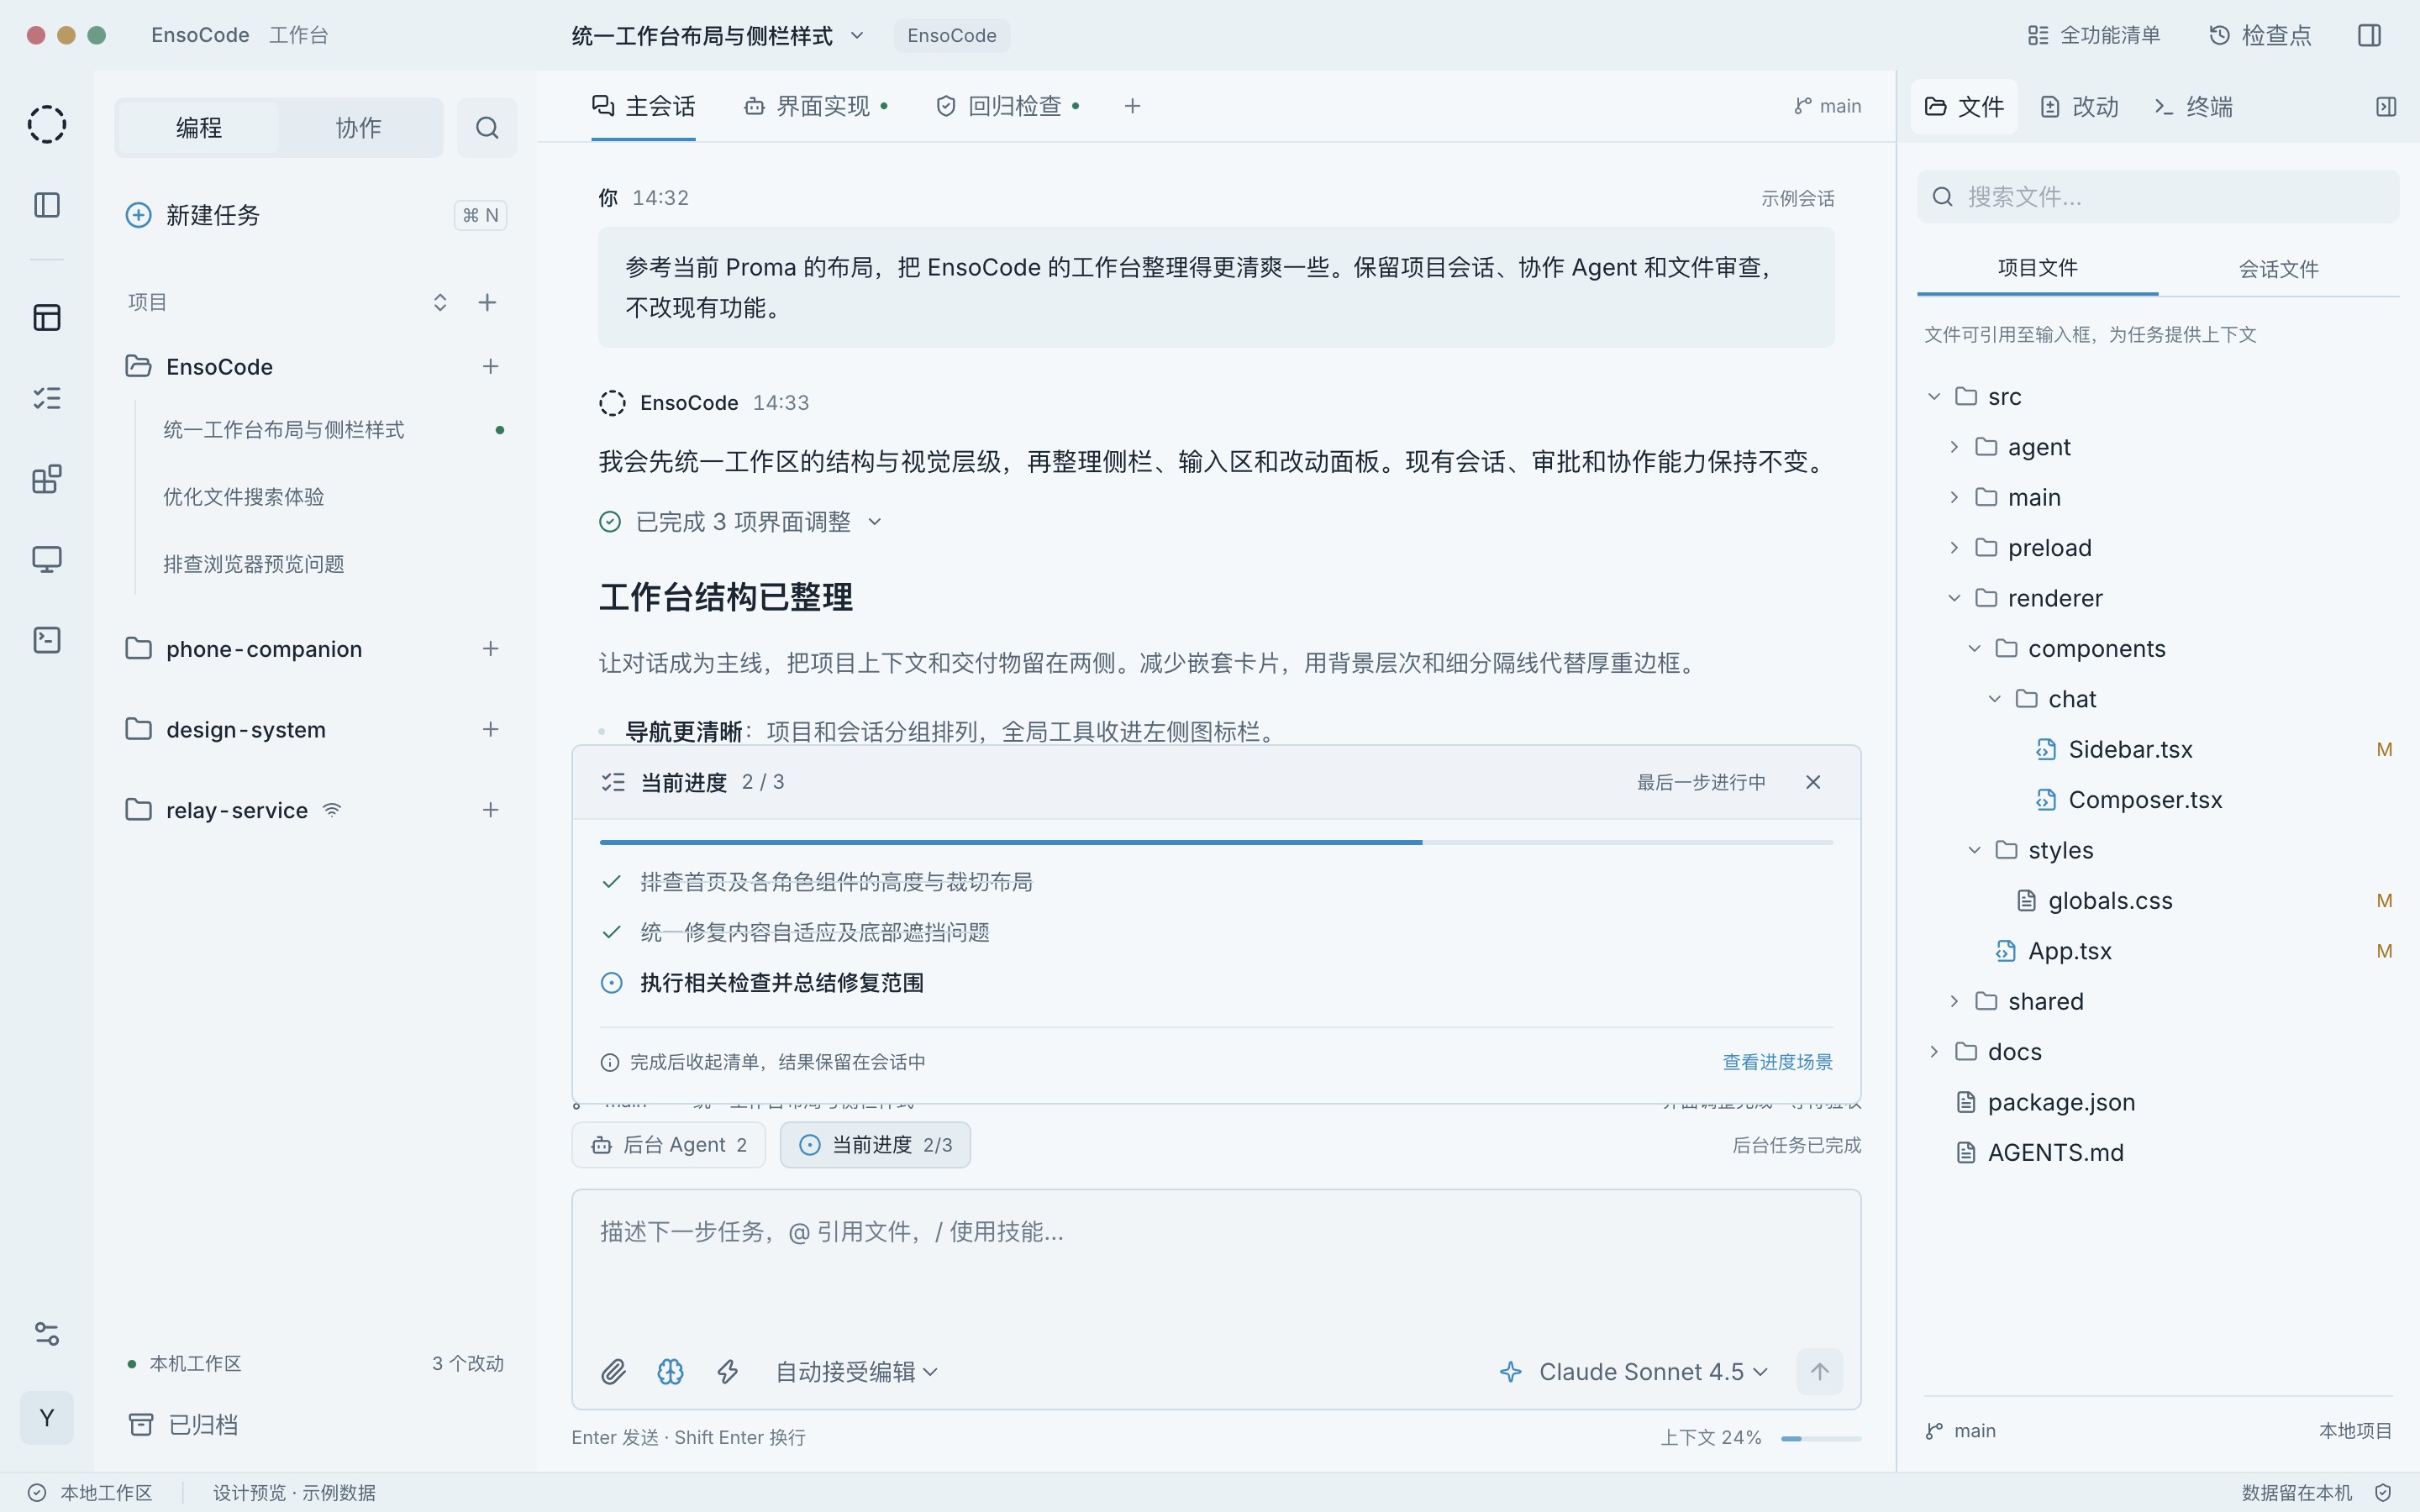 EnsoCode 工作台
统一工作台布局与侧栏样式 EnsoCode
全功能清单 检查点
编程 协作
新建任务 ⌘ N
项目
EnsoCode
统一工作台布局与侧栏样式
优化文件搜索体验
排查浏览器预览问题
phone-companion
design-system
relay-service
本机工作区 3 个改动
已归档
Y
主会话 界面实现 回归检查 main
你 14:32 示例会话
参考当前 Proma 的布局，把 EnsoCode 的工作台整理得更清爽一些。保留项目会话、协作 Agent 和文件审查，
不改现有功能。
EnsoCode 14:33
我会先统一工作区的结构与视觉层级，再整理侧栏、输入区和改动面板。现有会话、审批和协作能力保持不变。
已完成 3 项界面调整
工作台结构已整理
让对话成为主线，把项目上下文和交付物留在两侧。减少嵌套卡片，用背景层次和细分隔线代替厚重边框。
导航更清晰：项目和会话分组排列，全局工具收进左侧图标栏。
当前进度 2 / 3 最后一步进行中
排查首页及各角色组件的高度与裁切布局
统一修复内容自适应及底部遮挡问题
执行相关检查并总结修复范围
完成后收起清单，结果保留在会话中 查看进度场景
后台 Agent 2 当前进度 2/3 后台任务已完成
描述下一步任务，@ 引用文件，/ 使用技能...
自动接受编辑 Claude Sonnet 4.5
Enter 发送 · Shift Enter 换行 上下文 24%
文件 改动 终端
搜索文件...
项目文件 会话文件
文件可引用至输入框，为任务提供上下文
src
agent
main
preload
renderer
components
chat
Sidebar.tsx M
Composer.tsx
styles
globals.css M
App.tsx M
shared
docs
package.json
AGENTS.md
main 本地项目
本地工作区 设计预览 · 示例数据 数据留在本机